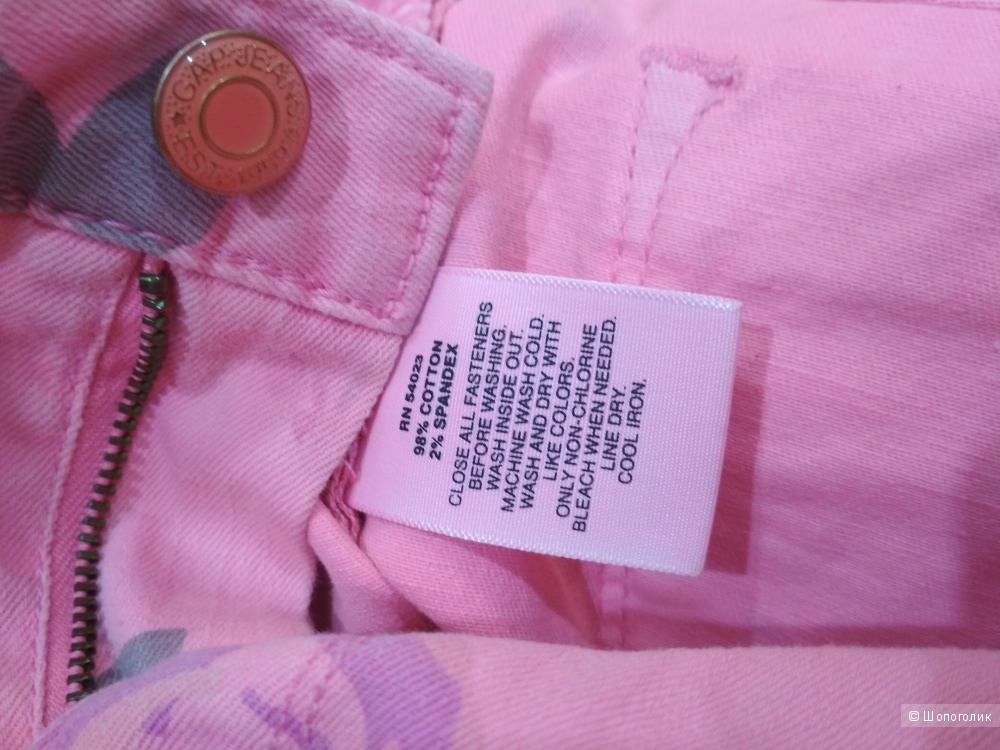 GAP JEANS
EST. 1969
RN 54023
98% COTTON
2% SPANDEX
CLOSE ALL FASTENERS
BEFORE WASHING.
WASH INSIDE OUT.
MACHINE WASH COLD.
WASH AND DRY WITH
LIKE COLORS.
ONLY NON-CHLORINE
BLEACH WHEN NEEDED.
LINE DRY.
COOL IRON.
© Шопоголик